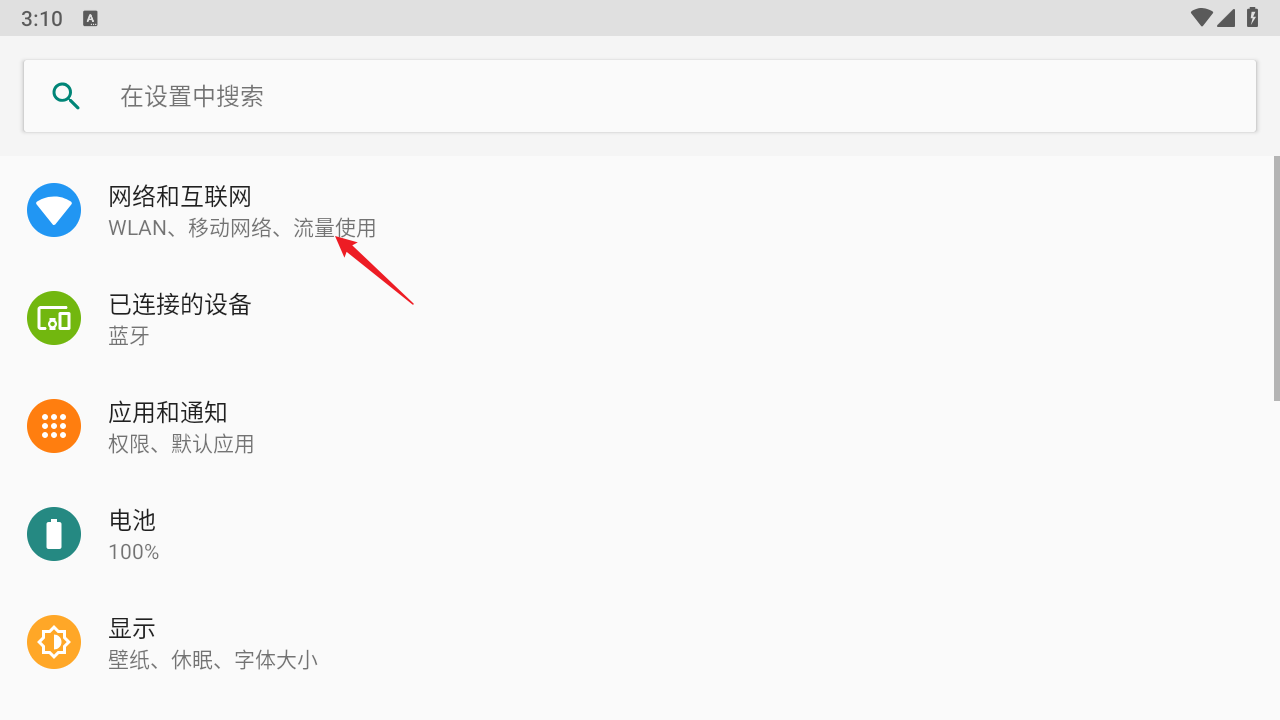 3:10
在设置中搜索
网络和互联网
WLAN、移动网络、流量使用
已连接的设备
蓝牙
应用和通知
权限、默认应用
电池
100%
显示
壁纸、休眠、字体大小